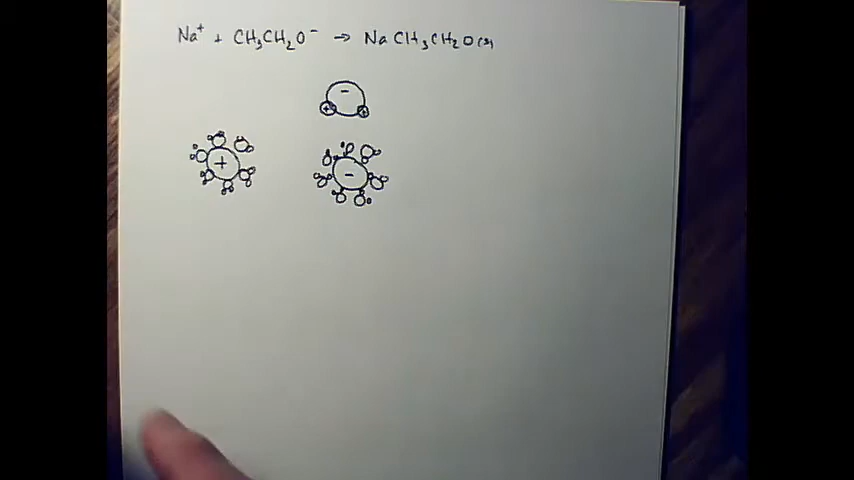 Na⁺ + CH₃CH₂O⁻ → NaCH₃CH₂O(s)
-
+ +
+
-